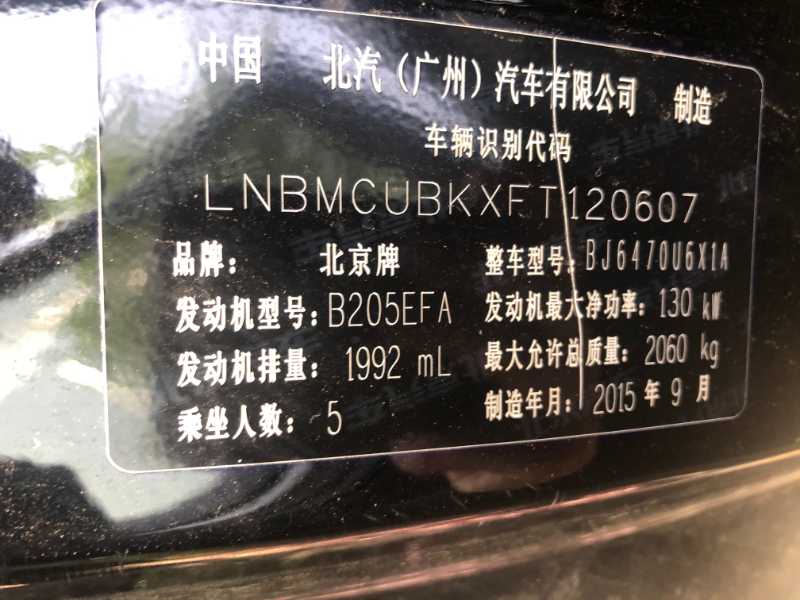 中国 北汽（广州）汽车有限公司 制造
车辆识别代码
LNBMCUBKXFT120607
品牌： 北京牌 整车型号：BJ6470U6X1A
发动机型号：B205EFA 发动机最大净功率：130 kW
发动机排量：1992 mL 最大允许总质量：2060 kg
乘坐人数：5 制造年月：2015 年 9 月